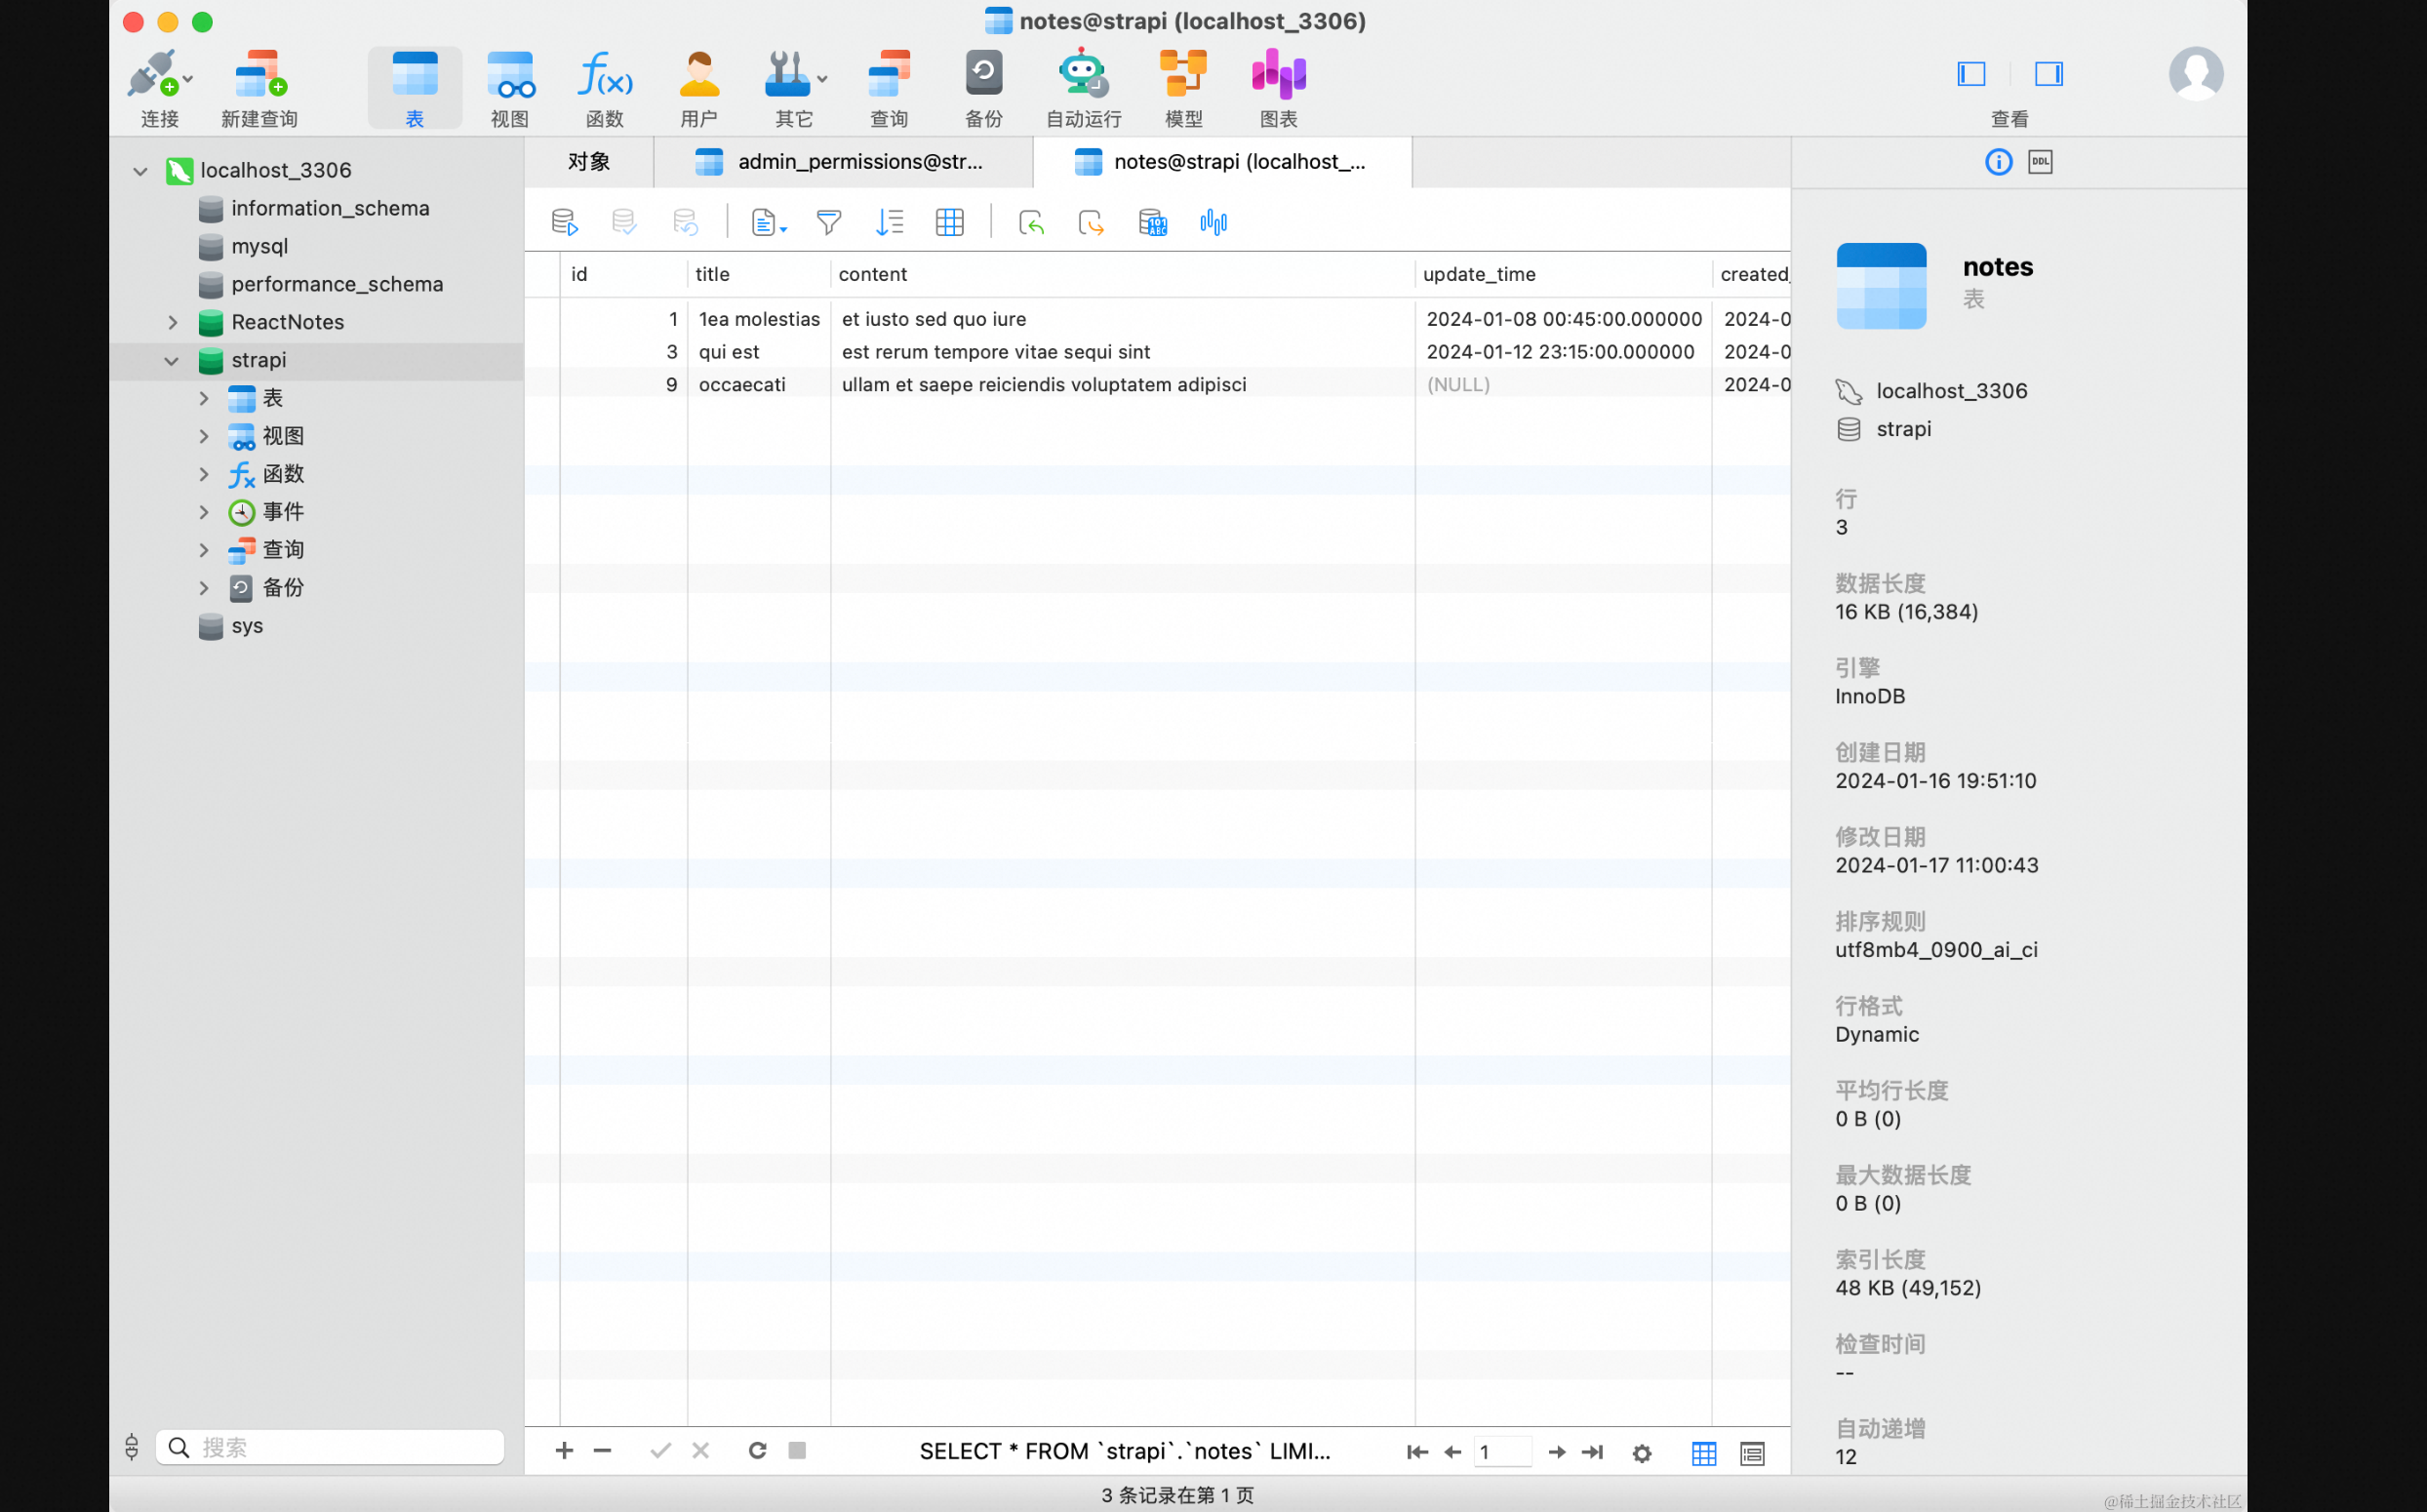 notes@strapi (localhost_3306)
连接 新建查询 表 视图 函数 用户 其它 查询 备份 自动运行 模型 图表 查看
localhost_3306
information_schema
mysql
performance_schema
ReactNotes
strapi
表
视图
函数
事件
查询
备份
sys
搜索
对象 admin_permissions@str... notes@strapi (localhost_...
id title content update_time created_
1 1ea molestias et iusto sed quo iure 2024-01-08 00:45:00.000000 2024-0
3 qui est est rerum tempore vitae sequi sint 2024-01-12 23:15:00.000000 2024-0
9 occaecati ullam et saepe reiciendis voluptatem adipisci (NULL) 2024-0
SELECT * FROM `strapi`.`notes` LIMI... 1
DDL
notes
表
localhost_3306
strapi
行
3
数据长度
16 KB (16,384)
引擎
InnoDB
创建日期
2024-01-16 19:51:10
修改日期
2024-01-17 11:00:43
排序规则
utf8mb4_0900_ai_ci
行格式
Dynamic
平均行长度
0 B (0)
最大数据长度
0 B (0)
索引长度
48 KB (49,152)
检查时间
--
自动递增
12
3 条记录在第 1 页
@稀土掘金技术社区